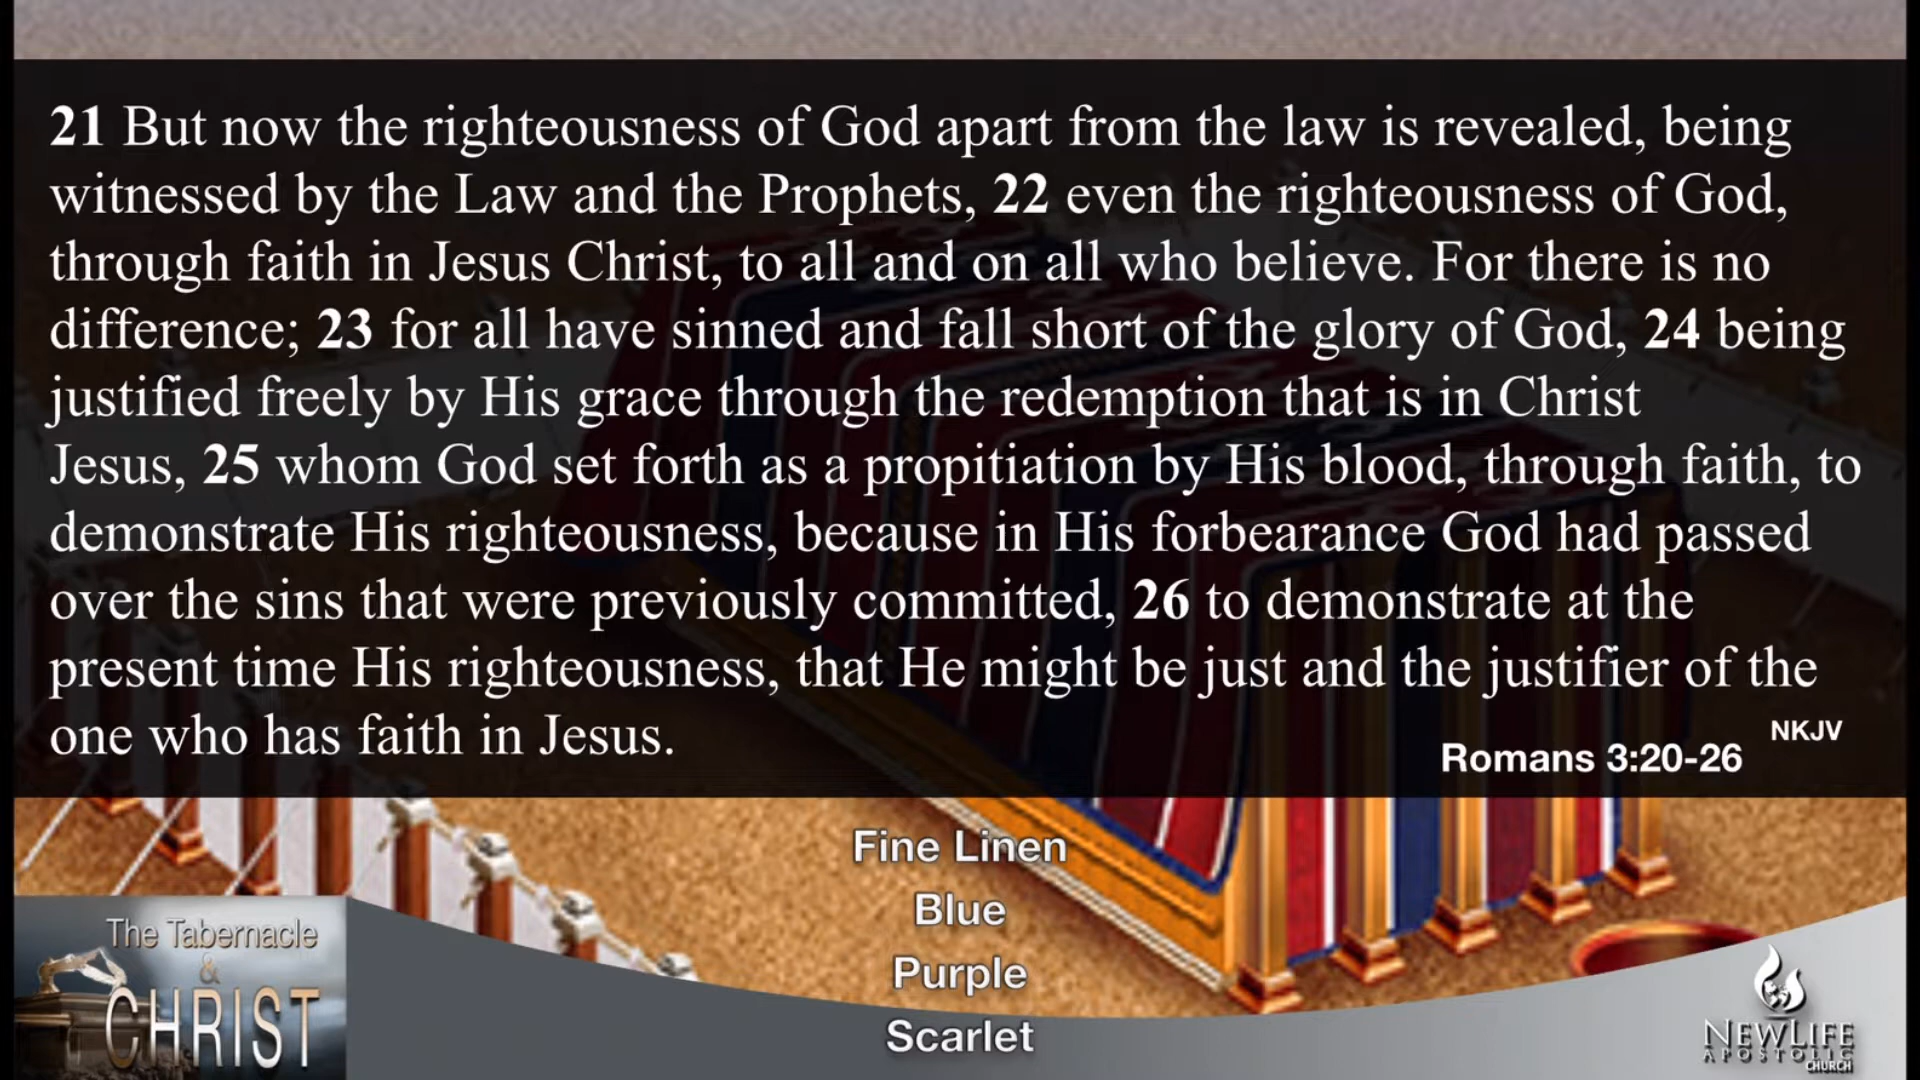 21 But now the righteousness of God apart from the law is revealed, being
witnessed by the Law and the Prophets, 22 even the righteousness of God,
through faith in Jesus Christ, to all and on all who believe. For there is no
difference; 23 for all have sinned and fall short of the glory of God, 24 being
justified freely by His grace through the redemption that is in Christ
Jesus, 25 whom God set forth as a propitiation by His blood, through faith, to
demonstrate His righteousness, because in His forbearance God had passed
over the sins that were previously committed, 26 to demonstrate at the
present time His righteousness, that He might be just and the justifier of the
one who has faith in Jesus.
NKJV
Romans 3:20-26
Fine Linen
Blue
Purple
Scarlet
The Tabernacle
&
CHRIST
NEWLIFE
APOSTOLIC
CHURCH